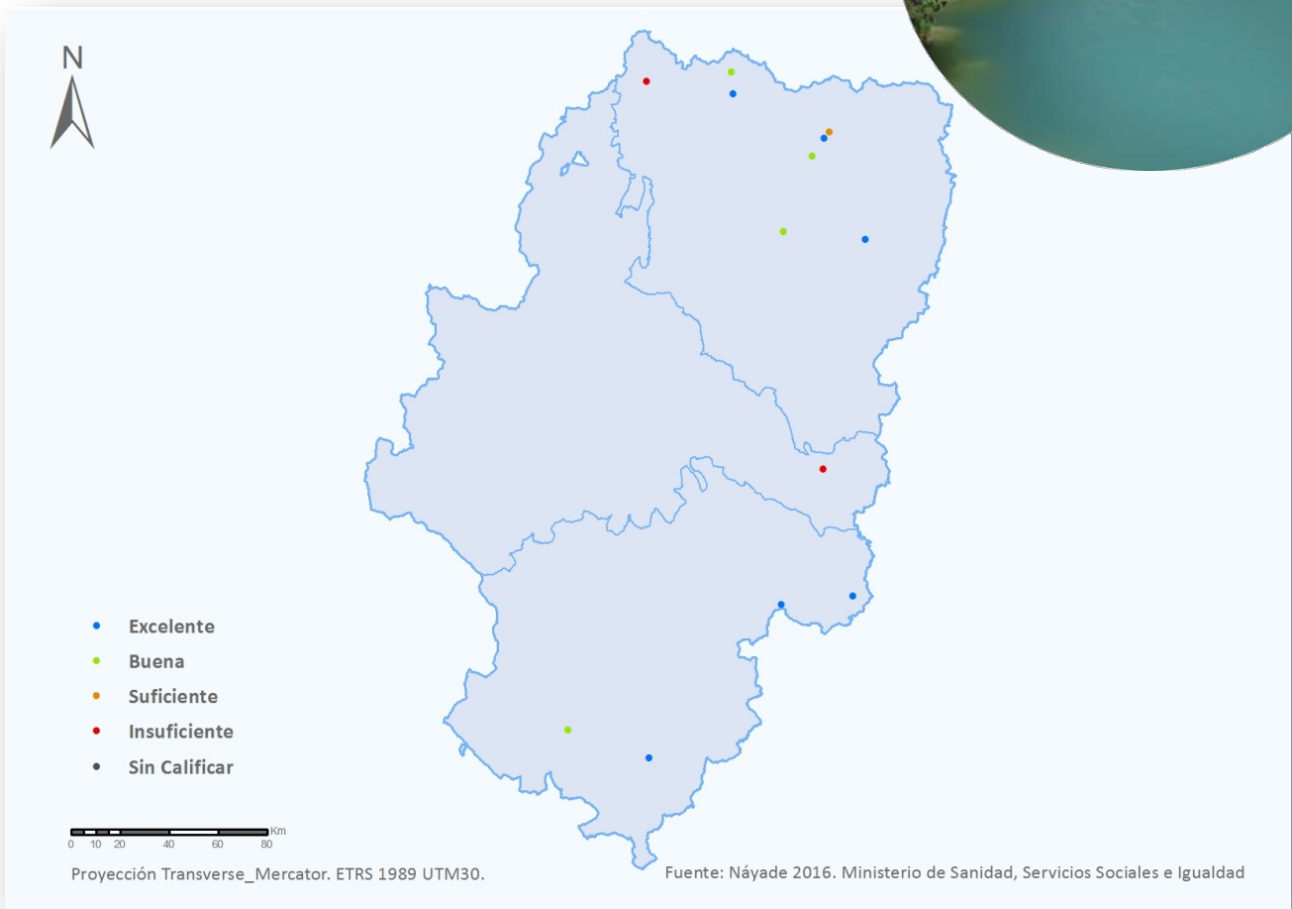 N
Excelente
Buena
Suficiente
Insuficiente
Sin Calificar
Km
0 10 20 40 60 80
Proyección Transverse_Mercator. ETRS 1989 UTM30.
Fuente: Náyade 2016. Ministerio de Sanidad, Servicios Sociales e Igualdad